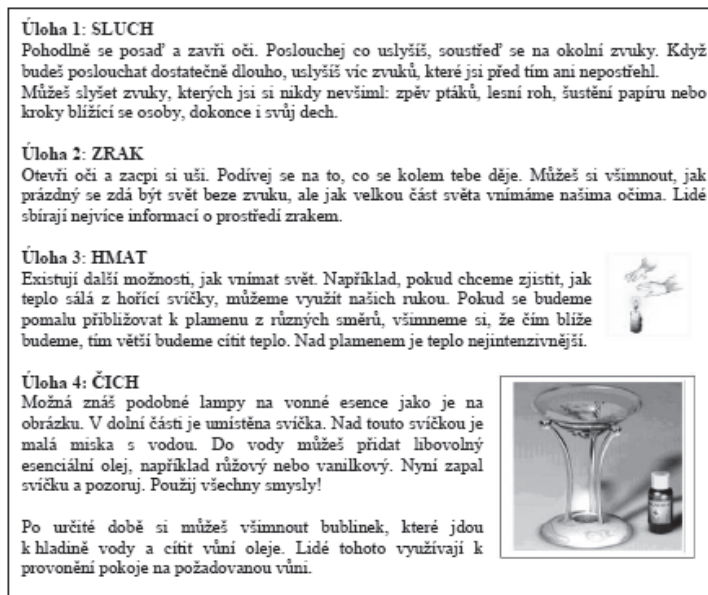 Úloha 1: SLUCH
Pohodlně se posaď a zavři oči. Poslouchej co uslyšíš, soustřeď se na okolní zvuky. Když
budeš poslouchat dostatečně dlouho, uslyšíš víc zvuků, které jsi před tím ani nepostřehl.
Můžeš slyšet zvuky, kterých jsi si nikdy nevšiml: zpěv ptáků, lesní roh, šustění papíru nebo
kroky blížící se osoby, dokonce i svůj dech.
Úloha 2: ZRAK
Otevři oči a zacpi si uši. Podívej se na to, co se kolem tebe děje. Můžeš si všimnout, jak
prázdný se zdá být svět beze zvuku, ale jak velkou část světa vnímáme našima očima. Lidé
sbírají nejvíce informací o prostředí zrakem.
Úloha 3: HMAT
Existují další možnosti, jak vnímat svět. Například, pokud chceme zjistit, jak
teplo sálá z hořící svíčky, můžeme využít našich rukou. Pokud se budeme
pomalu přibližovat k plamenu z různých směrů, všimneme si, že čím blíže
budeme, tím větší budeme cítit teplo. Nad plamenem je teplo nejintenzivnější.
Úloha 4: ČICH
Možná znáš podobné lampy na vonné esence jako je na
obrázku. V dolní části je umístěna svíčka. Nad touto svíčkou je
malá miska s vodou. Do vody můžeš přidat libovolný
esenciální olej, například růžový nebo vanilkový. Nyní zapal
svíčku a pozoruj. Použij všechny smysly!
Po určité době si můžeš všimnout bublinek, které jdou
k hladině vody a cítit vůní oleje. Lidé tohoto využívají k
provonění pokoje na požadovanou vůni.